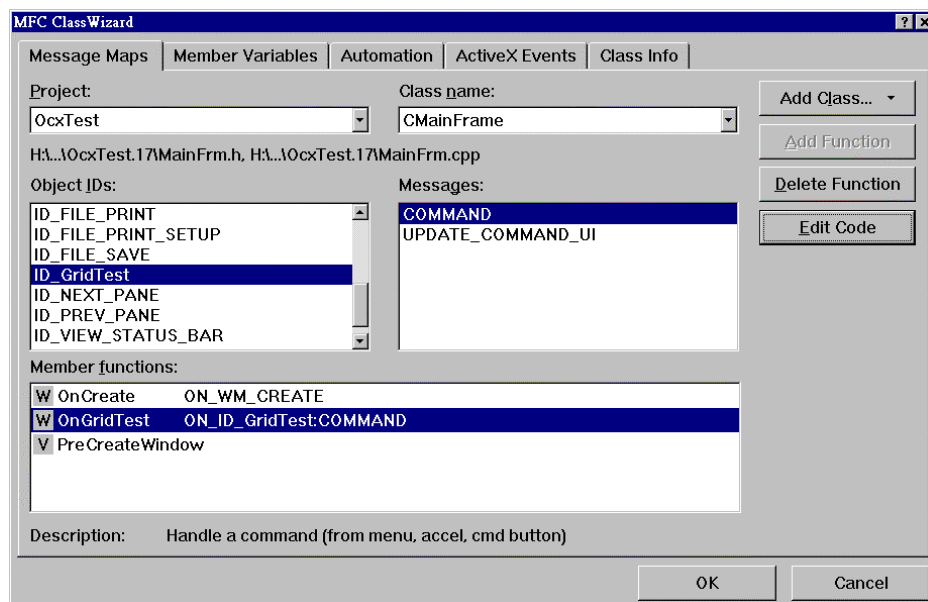 MFC ClassWizard
Message Maps Member Variables Automation ActiveX Events Class Info
Project: Class name: Add Class...
OcxTest CMainFrame
Add Function
H:\...\OcxTest.17\MainFrm.h, H:\...\OcxTest.17\MainFrm.cpp
Object IDs: Messages: Delete Function
ID_FILE_PRINT COMMAND
ID_FILE_PRINT_SETUP UPDATE_COMMAND_UI Edit Code
ID_FILE_SAVE
ID_GridTest
ID_NEXT_PANE
ID_PREV_PANE
ID_VIEW_STATUS_BAR
Member functions:
W OnCreate ON_WM_CREATE
W OnGridTest ON_ID_GridTest:COMMAND
V PreCreateWindow
Description: Handle a command (from menu, accel, cmd button)
OK Cancel